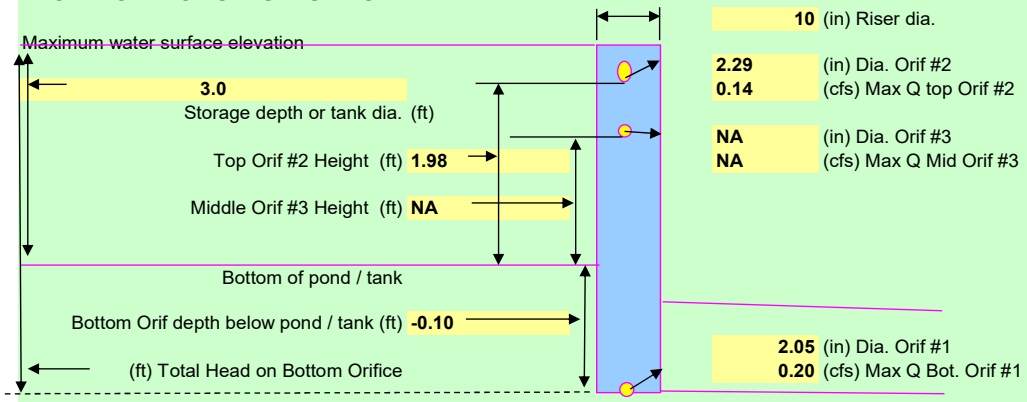 10 (in) Riser dia.
Maximum water surface elevation
2.29 (in) Dia. Orif #2
3.0
0.14 (cfs) Max Q top Orif #2
Storage depth or tank dia. (ft)
NA (in) Dia. Orif #3
Top Orif #2 Height (ft) 1.98
NA (cfs) Max Q Mid Orif #3
Middle Orif #3 Height (ft) NA
Bottom of pond / tank
Bottom Orif depth below pond / tank (ft) -0.10
2.05 (in) Dia. Orif #1
(ft) Total Head on Bottom Orifice
0.20 (cfs) Max Q Bot. Orif #1